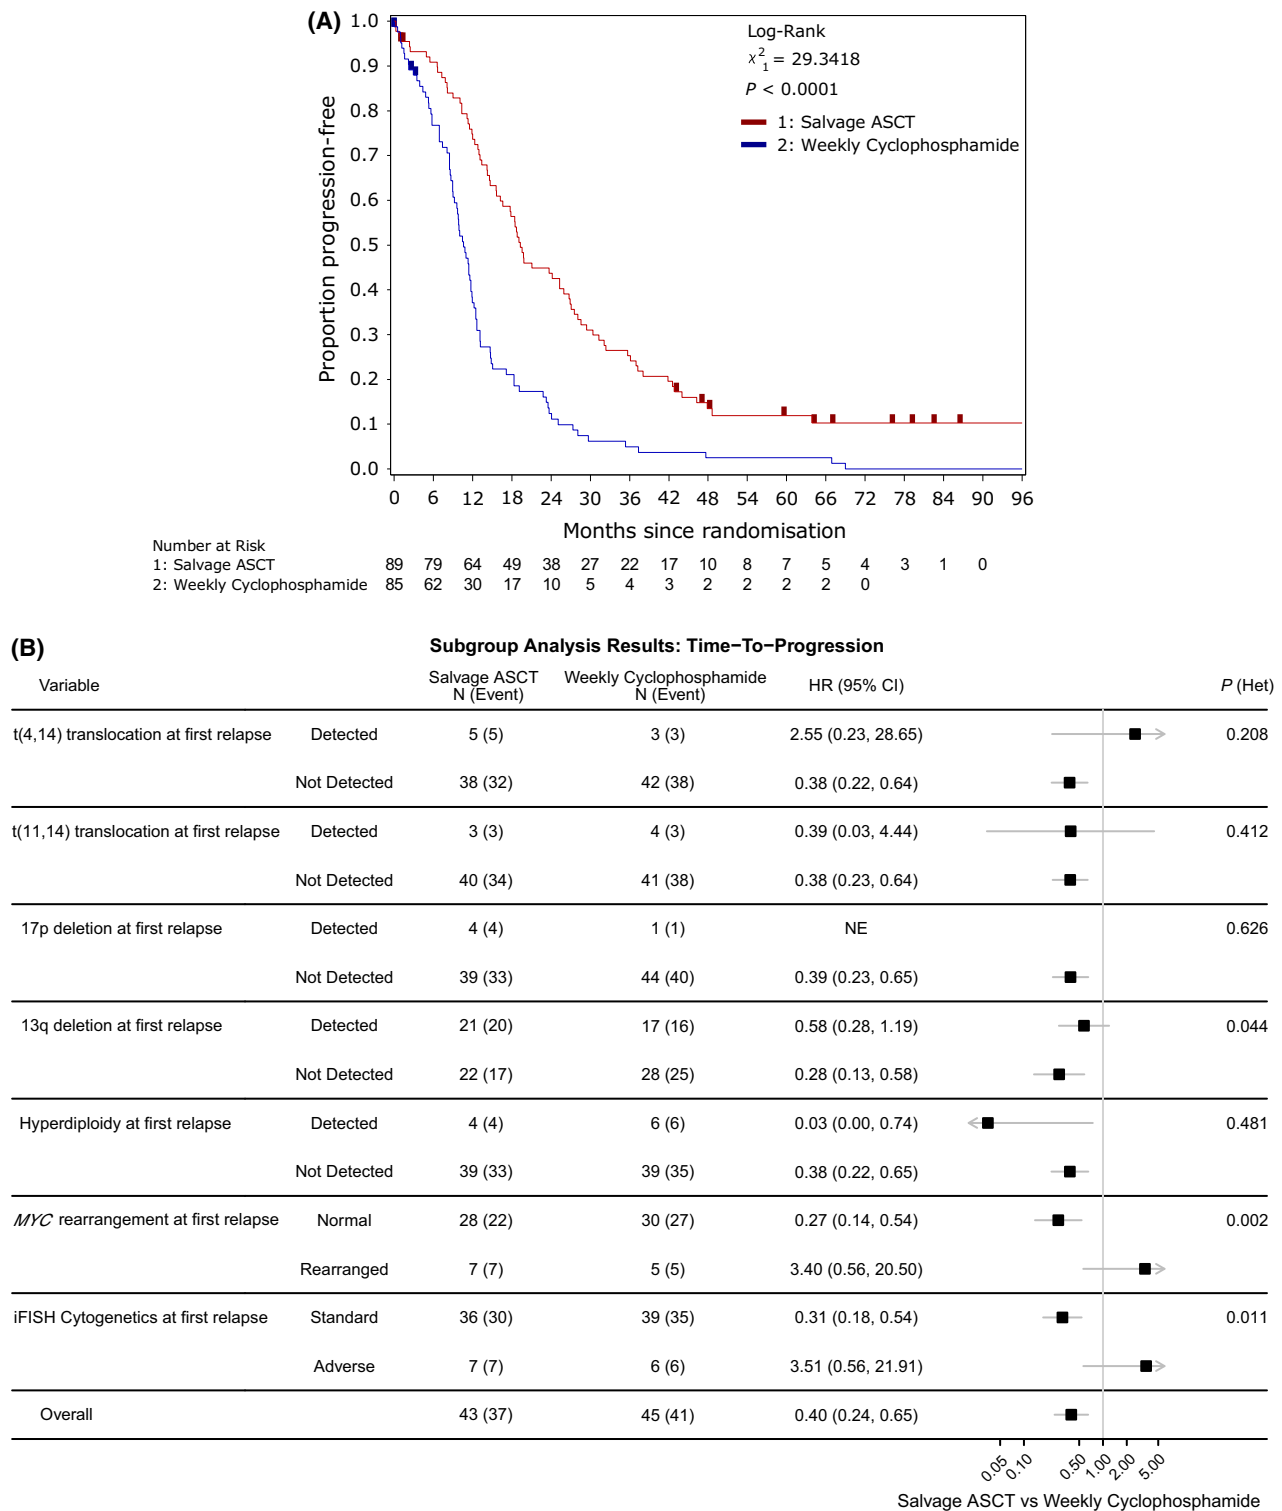 (A)
1.0
0.9
0.8
0.7
0.6
0.5
0.4
0.3
0.2
0.1
0.0
Proportion progression-free
Log-Rank
χ²₁ = 29.3418
P < 0.0001
1: Salvage ASCT
2: Weekly Cyclophosphamide
0 6 12 18 24 30 36 42 48 54 60 66 72 78 84 90 96
Months since randomisation
Number at Risk
1: Salvage ASCT 89 79 64 49 38 27 22 17 10 8 7 5 4 3 1 0
2: Weekly Cyclophosphamide 85 62 30 17 10 5 4 3 2 2 2 2 0
(B)
Subgroup Analysis Results: Time−To−Progression
Variable Salvage ASCT N (Event) Weekly Cyclophosphamide N (Event) HR (95% CI) P (Het)
t(4,14) translocation at first relapse Detected 5 (5) 3 (3) 2.55 (0.23, 28.65) 0.208
Not Detected 38 (32) 42 (38) 0.38 (0.22, 0.64)
t(11,14) translocation at first relapse Detected 3 (3) 4 (3) 0.39 (0.03, 4.44) 0.412
Not Detected 40 (34) 41 (38) 0.38 (0.23, 0.64)
17p deletion at first relapse Detected 4 (4) 1 (1) NE 0.626
Not Detected 39 (33) 44 (40) 0.39 (0.23, 0.65)
13q deletion at first relapse Detected 21 (20) 17 (16) 0.58 (0.28, 1.19) 0.044
Not Detected 22 (17) 28 (25) 0.28 (0.13, 0.58)
Hyperdiploidy at first relapse Detected 4 (4) 6 (6) 0.03 (0.00, 0.74) 0.481
Not Detected 39 (33) 39 (35) 0.38 (0.22, 0.65)
MYC rearrangement at first relapse Normal 28 (22) 30 (27) 0.27 (0.14, 0.54) 0.002
Rearranged 7 (7) 5 (5) 3.40 (0.56, 20.50)
iFISH Cytogenetics at first relapse Standard 36 (30) 39 (35) 0.31 (0.18, 0.54) 0.011
Adverse 7 (7) 6 (6) 3.51 (0.56, 21.91)
Overall 43 (37) 45 (41) 0.40 (0.24, 0.65)
0.05 0.10 0.50 1.00 2.00 5.00
Salvage ASCT vs Weekly Cyclophosphamide